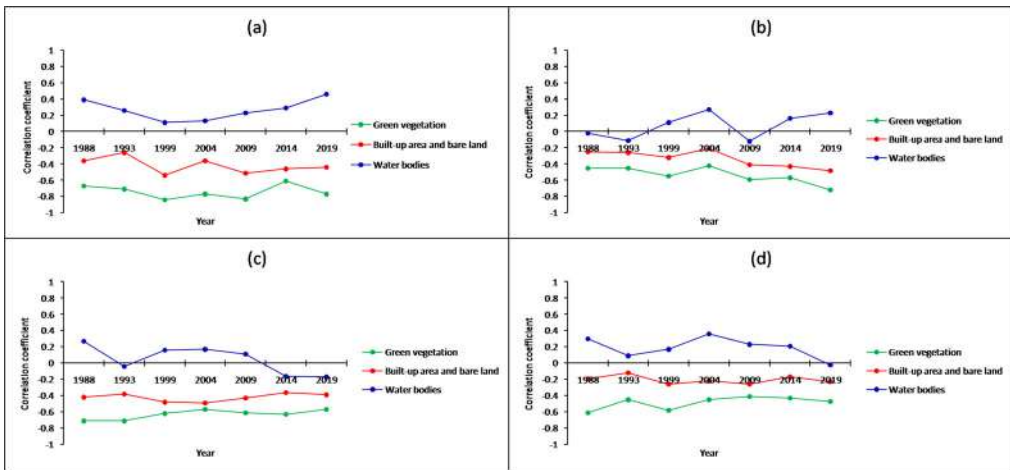 (a)
Correlation coefficient
1
0.8
0.6
0.4
0.2
0
-0.2
-0.4
-0.6
-0.8
-1
1988 1993 1999 2004 2009 2014 2019
Year
Green vegetation
Built-up area and bare land
Water bodies
(b)
Correlation coefficient
1
0.8
0.6
0.4
0.2
0
-0.2
-0.4
-0.6
-0.8
-1
1988 1993 1999 2004 2009 2014 2019
Year
Green vegetation
Built-up area and bare land
Water bodies
(c)
Correlation coefficient
1
0.8
0.6
0.4
0.2
0
-0.2
-0.4
-0.6
-0.8
-1
1988 1993 1999 2004 2009 2014 2019
Year
Green vegetation
Built-up area and bare land
Water bodies
(d)
Correlation coefficient
1
0.8
0.6
0.4
0.2
0
-0.2
-0.4
-0.6
-0.8
-1
1988 1993 1999 2004 2009 2014 2019
Year
Green vegetation
Built-up area and bare land
Water bodies